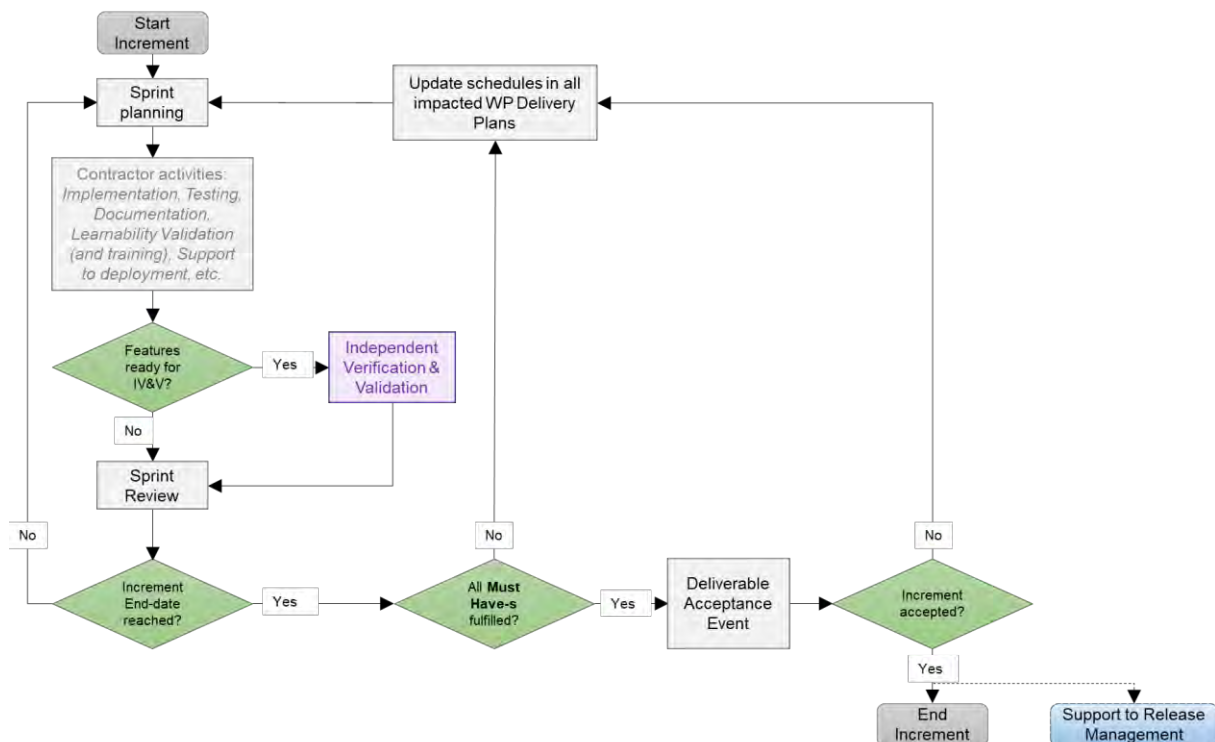 Start
Increment
Sprint
planning
Update schedules in all
impacted WP Delivery
Plans
Contractor activities:
Implementation, Testing,
Documentation,
Learnability Validation
(and training), Support
to deployment, etc.
Features
ready for
IV&V?
Yes
Independent
Verification &
Validation
No
Sprint
Review
No
No
No
Increment
End-date
reached?
Yes
All Must
Have-s
fulfilled?
Yes
Deliverable
Acceptance
Event
Increment
accepted?
Yes
End
Increment
Support to Release
Management